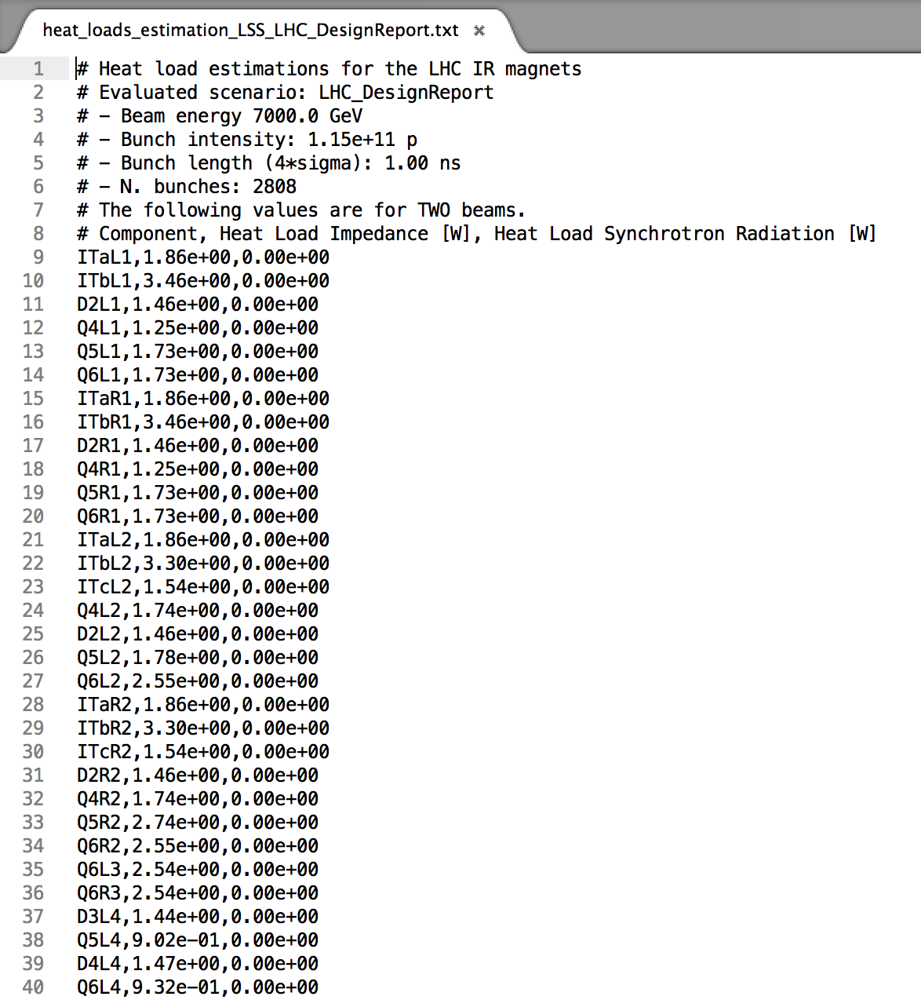 heat_loads_estimation_LSS_LHC_DesignReport.txt ×
1 # Heat load estimations for the LHC IR magnets
2 # Evaluated scenario: LHC_DesignReport
3 # - Beam energy 7000.0 GeV
4 # - Bunch intensity: 1.15e+11 p
5 # - Bunch length (4*sigma): 1.00 ns
6 # - N. bunches: 2808
7 # The following values are for TWO beams.
8 # Component, Heat Load Impedance [W], Heat Load Synchrotron Radiation [W]
9 ITaL1,1.86e+00,0.00e+00
10 ITbL1,3.46e+00,0.00e+00
11 D2L1,1.46e+00,0.00e+00
12 Q4L1,1.25e+00,0.00e+00
13 Q5L1,1.73e+00,0.00e+00
14 Q6L1,1.73e+00,0.00e+00
15 ITaR1,1.86e+00,0.00e+00
16 ITbR1,3.46e+00,0.00e+00
17 D2R1,1.46e+00,0.00e+00
18 Q4R1,1.25e+00,0.00e+00
19 Q5R1,1.73e+00,0.00e+00
20 Q6R1,1.73e+00,0.00e+00
21 ITaL2,1.86e+00,0.00e+00
22 ITbL2,3.30e+00,0.00e+00
23 ITcL2,1.54e+00,0.00e+00
24 Q4L2,1.74e+00,0.00e+00
25 D2L2,1.46e+00,0.00e+00
26 Q5L2,1.78e+00,0.00e+00
27 Q6L2,2.55e+00,0.00e+00
28 ITaR2,1.86e+00,0.00e+00
29 ITbR2,3.30e+00,0.00e+00
30 ITcR2,1.54e+00,0.00e+00
31 D2R2,1.46e+00,0.00e+00
32 Q4R2,1.74e+00,0.00e+00
33 Q5R2,2.74e+00,0.00e+00
34 Q6R2,2.55e+00,0.00e+00
35 Q6L3,2.54e+00,0.00e+00
36 Q6R3,2.54e+00,0.00e+00
37 D3L4,1.44e+00,0.00e+00
38 Q5L4,9.02e-01,0.00e+00
39 D4L4,1.47e+00,0.00e+00
40 Q6L4,9.32e-01,0.00e+00